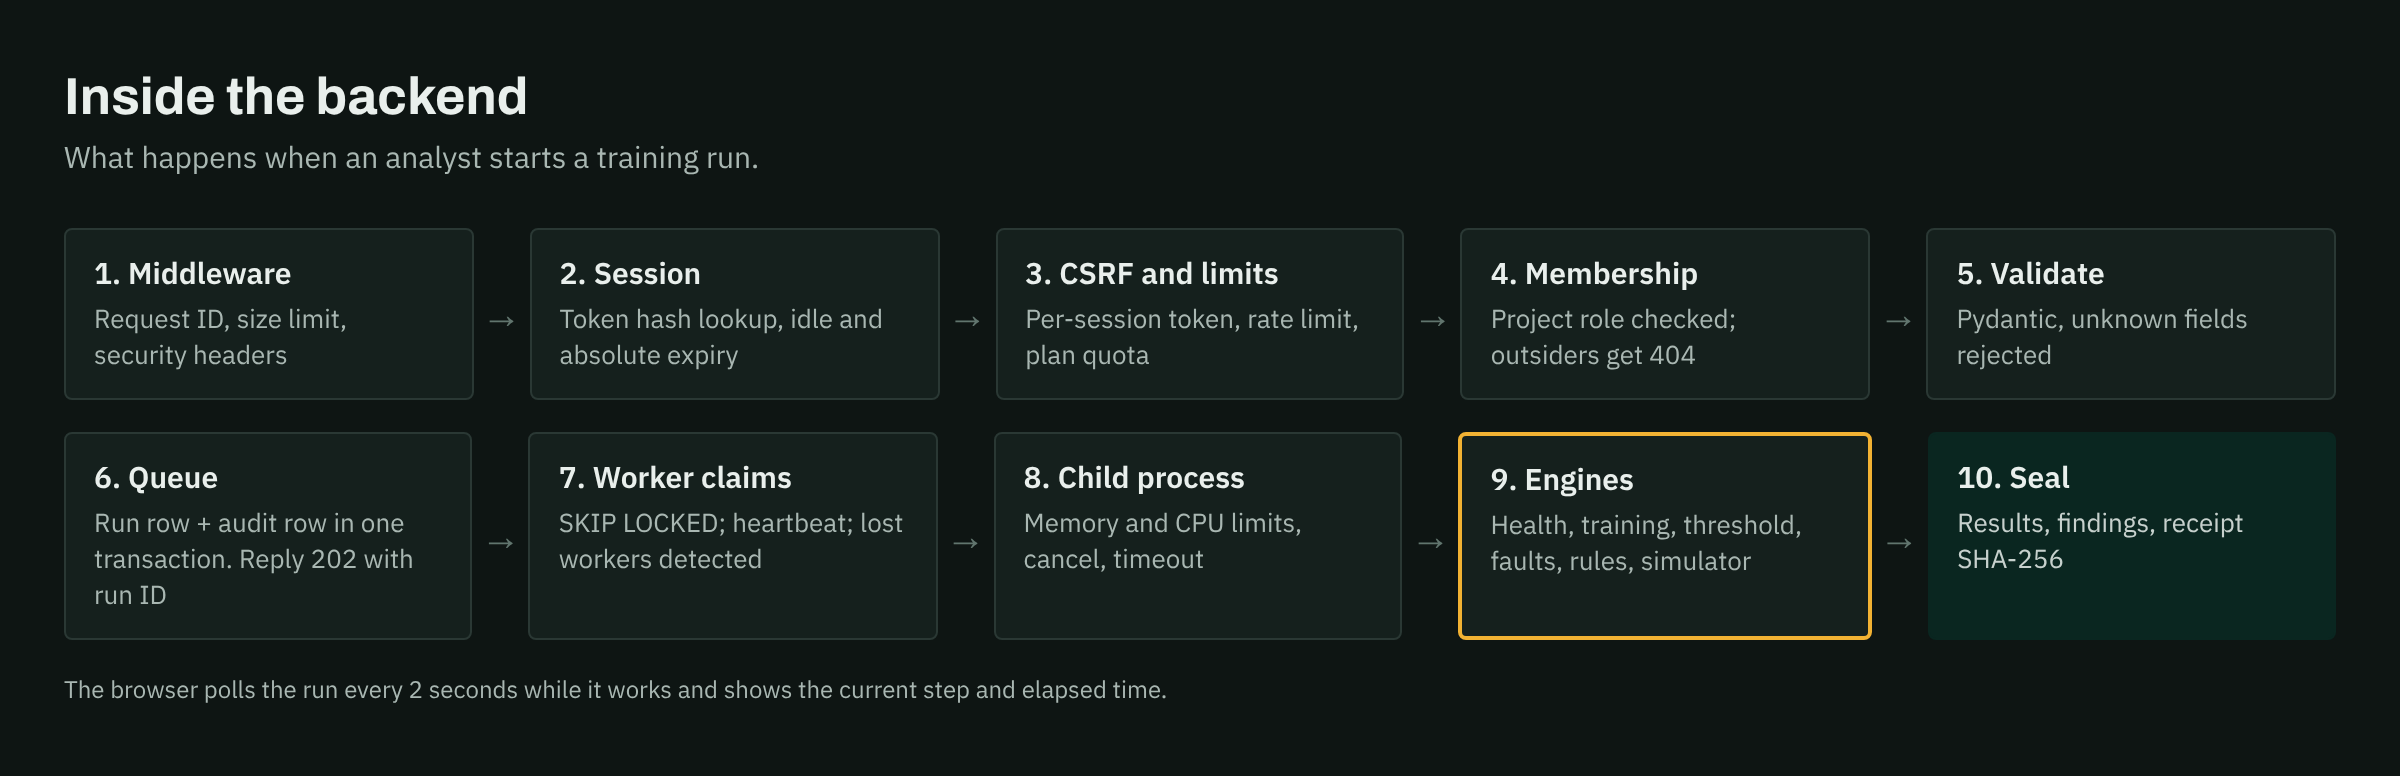 Inside the backend
What happens when an analyst starts a training run.
1. Middleware
Request ID, size limit,
security headers
→
2. Session
Token hash lookup, idle and
absolute expiry
→
3. CSRF and limits
Per-session token, rate limit,
plan quota
→
4. Membership
Project role checked;
outsiders get 404
→
5. Validate
Pydantic, unknown fields
rejected
6. Queue
Run row + audit row in one
transaction. Reply 202 with
run ID
→
7. Worker claims
SKIP LOCKED; heartbeat; lost
workers detected
→
8. Child process
Memory and CPU limits,
cancel, timeout
→
9. Engines
Health, training, threshold,
faults, rules, simulator
→
10. Seal
Results, findings, receipt
SHA-256
The browser polls the run every 2 seconds while it works and shows the current step and elapsed time.